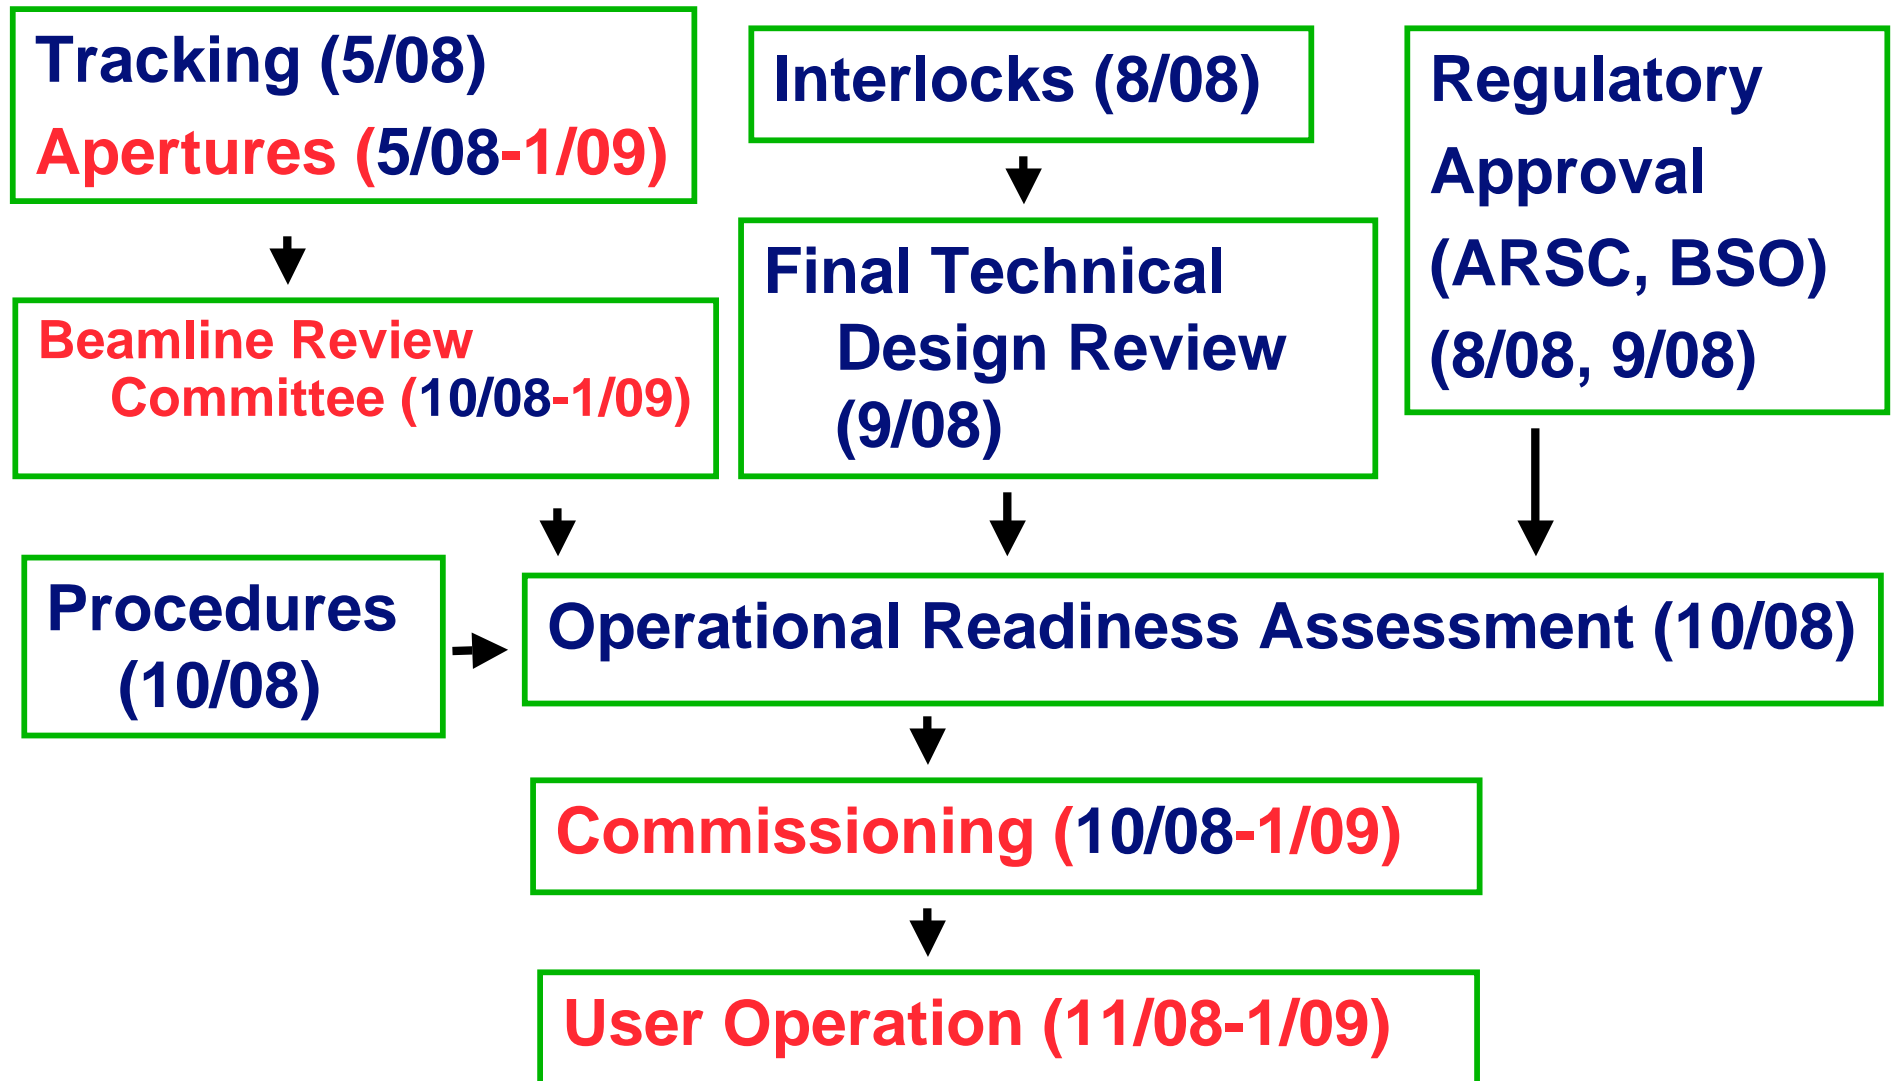 Tracking (5/08)
Apertures (5/08-1/09)
Interlocks (8/08)
Regulatory
Approval
(ARSC, BSO)
(8/08, 9/08)
Beamline Review
Committee (10/08-1/09)
Final Technical
Design Review
(9/08)
Procedures
(10/08)
Operational Readiness Assessment (10/08)
Commissioning (10/08-1/09)
User Operation (11/08-1/09)